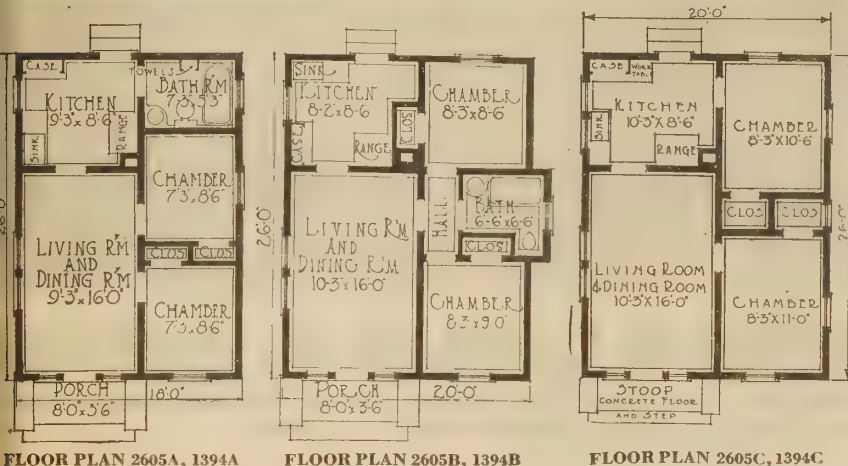 CASE
TOWELS
BATH R'M
7'3"x5'3"
KITCHEN
9'3"x8'6"
SINK
RANGE
CHAMBER
7'3"x8'6"
LIVING R'M
AND
DINING R'M
9'3"x16'0"
CLOS
CLOS
CHAMBER
7'3"x8'6"
26'-0"
PORCH
8'0"x3'6"
18'-0"
FLOOR PLAN 2605A, 1394A
SINK
KITCHEN
8-2"x8-6
CASE
RANGE
CLOS
CHAMBER
8'-3"x8-6
26'-0"
LIVING R'M
AND
DINING R'M
10-3"x16-0"
HALL
BATH
6-6"x6-6
CLOS
CHAMBER
8'3"x9'0"
PORCH
8-0"x3-6
20'-0"
FLOOR PLAN 2605B, 1394B
20'-0"
CASE
WORK
TABLE
KITCHEN
10-3"X8-6"
SINK
RANGE
CHAMBER
8-3"X10-6"
CLOS
CLOS
LIVING ROOM
& DINING ROOM
10-3"X16-0"
CHAMBER
8-3"X11-0"
26'-0"
STOOP
CONCRETE FLOOR
AND STEP
FLOOR PLAN 2605C, 1394C